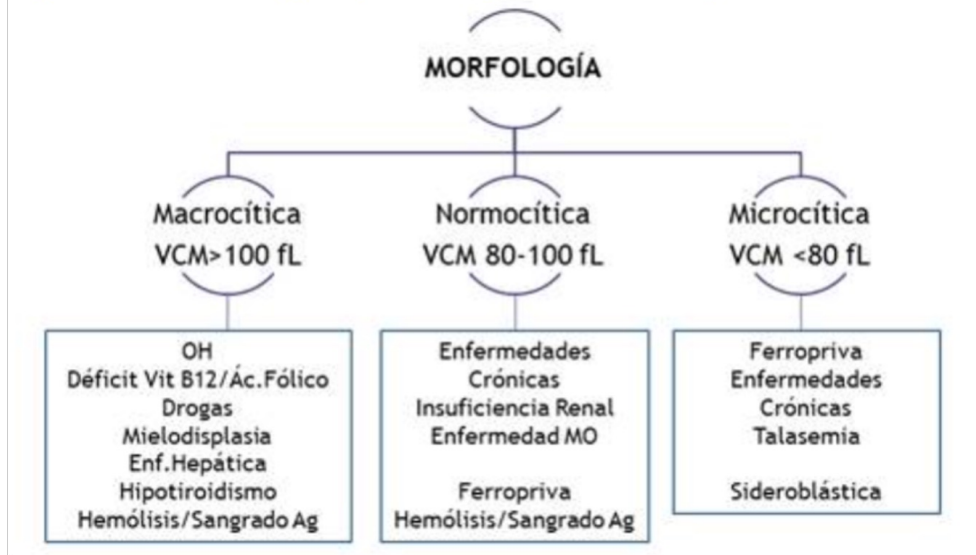 MORFOLOGÍA
Macrocítica
VCM>100 fL
Normocítica
VCM 80-100 fL
Microcítica
VCM <80 fL
OH
Déficit Vit B12/Ác.Fólico
Drogas
Mielodisplasia
Enf.Hepática
Hipotiroidismo
Hemólisis/Sangrado Ag
Enfermedades
Crónicas
Insuficiencia Renal
Enfermedad MO
Ferropriva
Hemólisis/Sangrado Ag
Ferropriva
Enfermedades
Crónicas
Talasemia
Sideroblástica